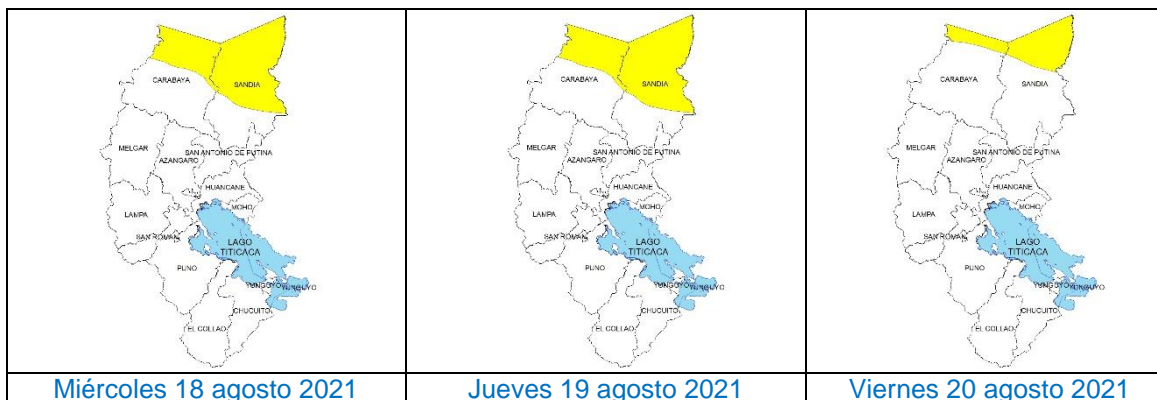 CARABAYA
SANDIA
MELGAR
SAN ANTONIO DE PUTINA
AZANGARO
HUANCANE
LAMPA
MOHO
SAN ROMAN
LAGO
TITICACA
PUNO
YUNGUYO
YUNGUYO
CHUCUITO
EL COLLAO
Miércoles 18 agosto 2021
CARABAYA
SANDIA
MELGAR
SAN ANTONIO DE PUTINA
AZANGARO
HUANCANE
LAMPA
MOHO
SAN ROMAN
LAGO
TITICACA
PUNO
YUNGUYO
YUNGUYO
CHUCUITO
EL COLLAO
Jueves 19 agosto 2021
CARABAYA
SANDIA
MELGAR
SAN ANTONIO DE PUTINA
AZANGARO
HUANCANE
LAMPA
MOHO
SAN ROMAN
LAGO
TITICACA
PUNO
YUNGUYO
YUNGUYO
CHUCUITO
EL COLLAO
Viernes 20 agosto 2021